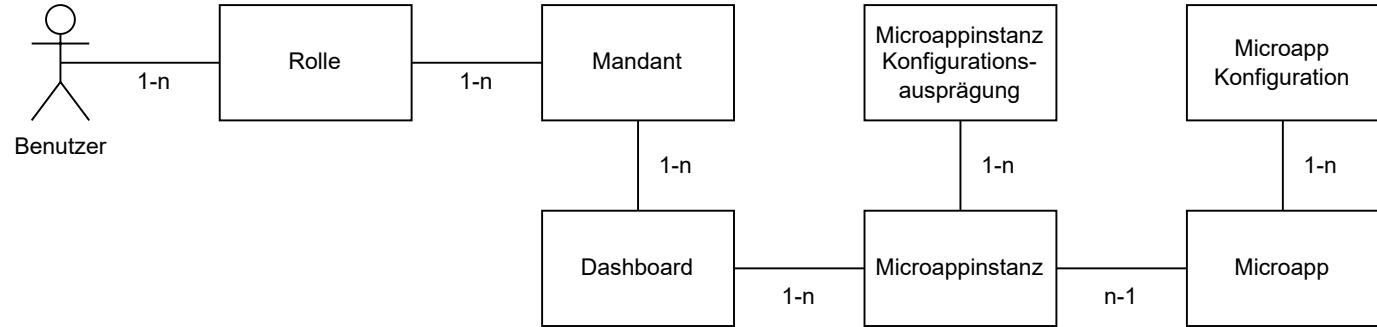 Benutzer
1-n
Rolle
1-n
Mandant
1-n
Dashboard
1-n
Microappinstanz
Konfigurations-
ausprägung
1-n
Microappinstanz
n-1
Microapp
Konfiguration
1-n
Microapp